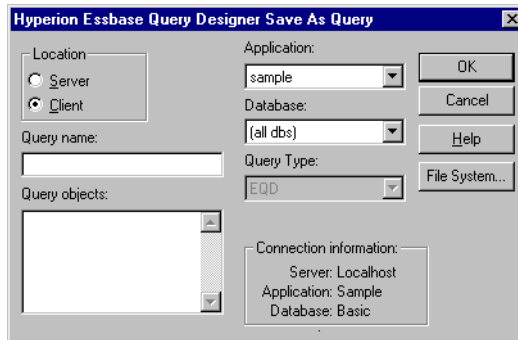 Hyperion Essbase Query Designer Save As Query
Location
Server
Client
Query name:
Query objects:
Application:
sample
Database:
(all dbs)
Query Type:
EQD
Connection information:
Server: Localhost
Application: Sample
Database: Basic
OK
Cancel
Help
File System...